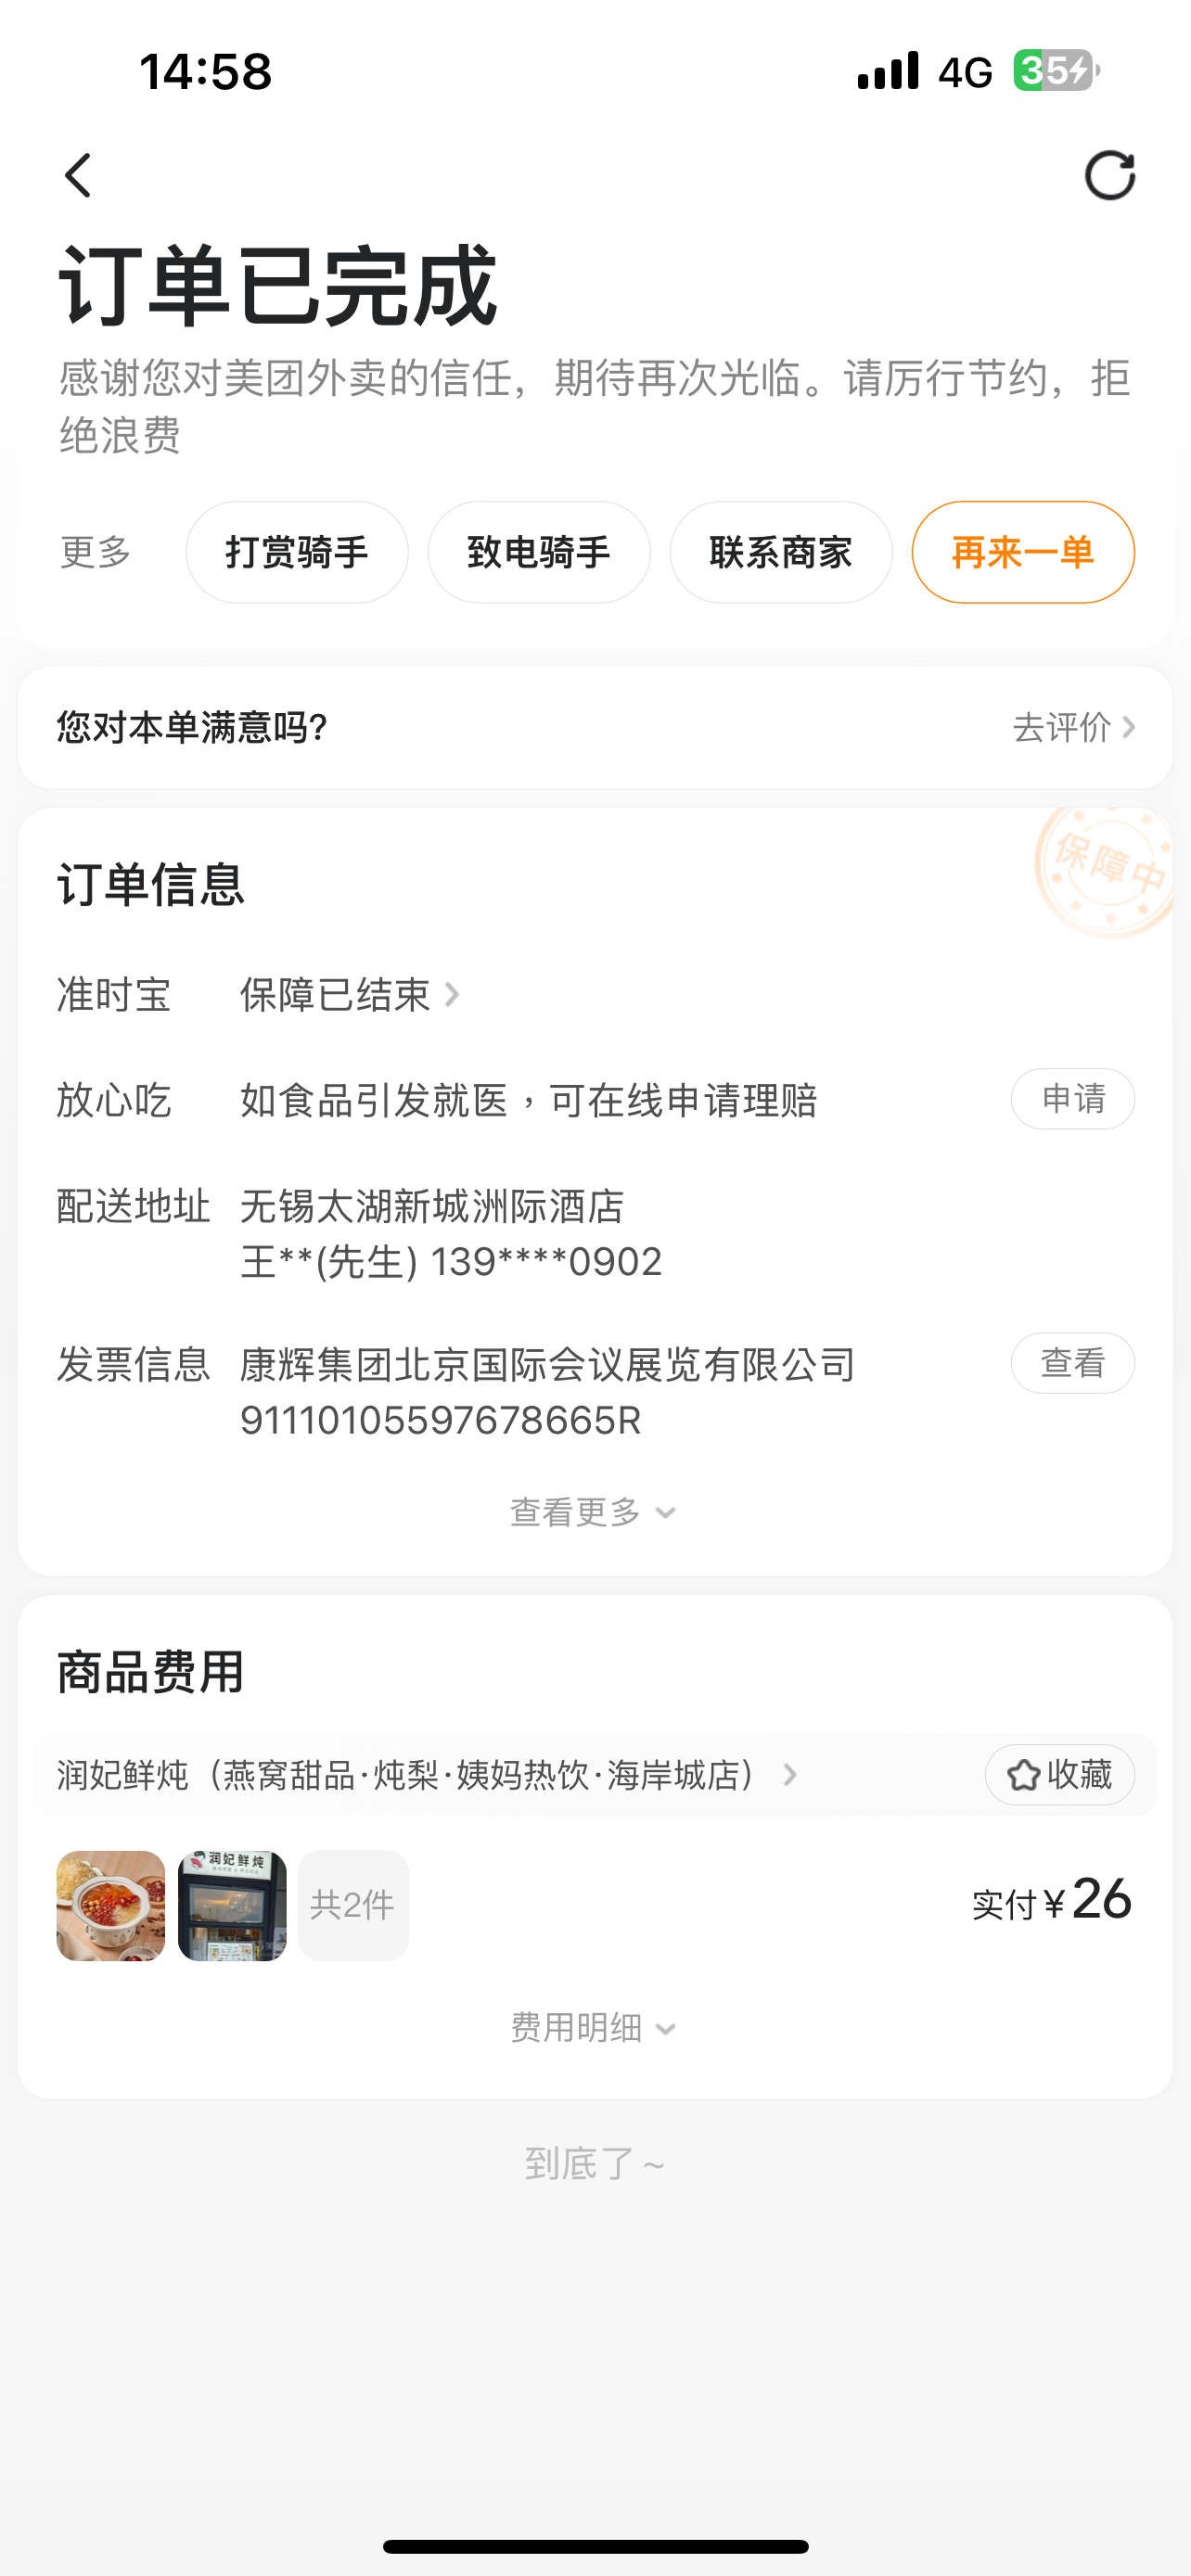 14:58
4G
35
订单已完成
感谢您对美团外卖的信任，期待再次光临。请厉行节约，拒
绝浪费
更多
打赏骑手
致电骑手
联系商家
再来一单
您对本单满意吗?
去评价
保障中
订单信息
准时宝 保障已结束
放心吃 如食品引发就医，可在线申请理赔 申请
配送地址 无锡太湖新城洲际酒店
王**(先生) 139****0902
发票信息 康辉集团北京国际会议展览有限公司 查看
91110105597678665R
查看更多
商品费用
润妃鲜炖（燕窝甜品·炖梨·姨妈热饮·海岸城店） 收藏
润妃鲜炖
共2件
实付¥26
费用明细
到底了~